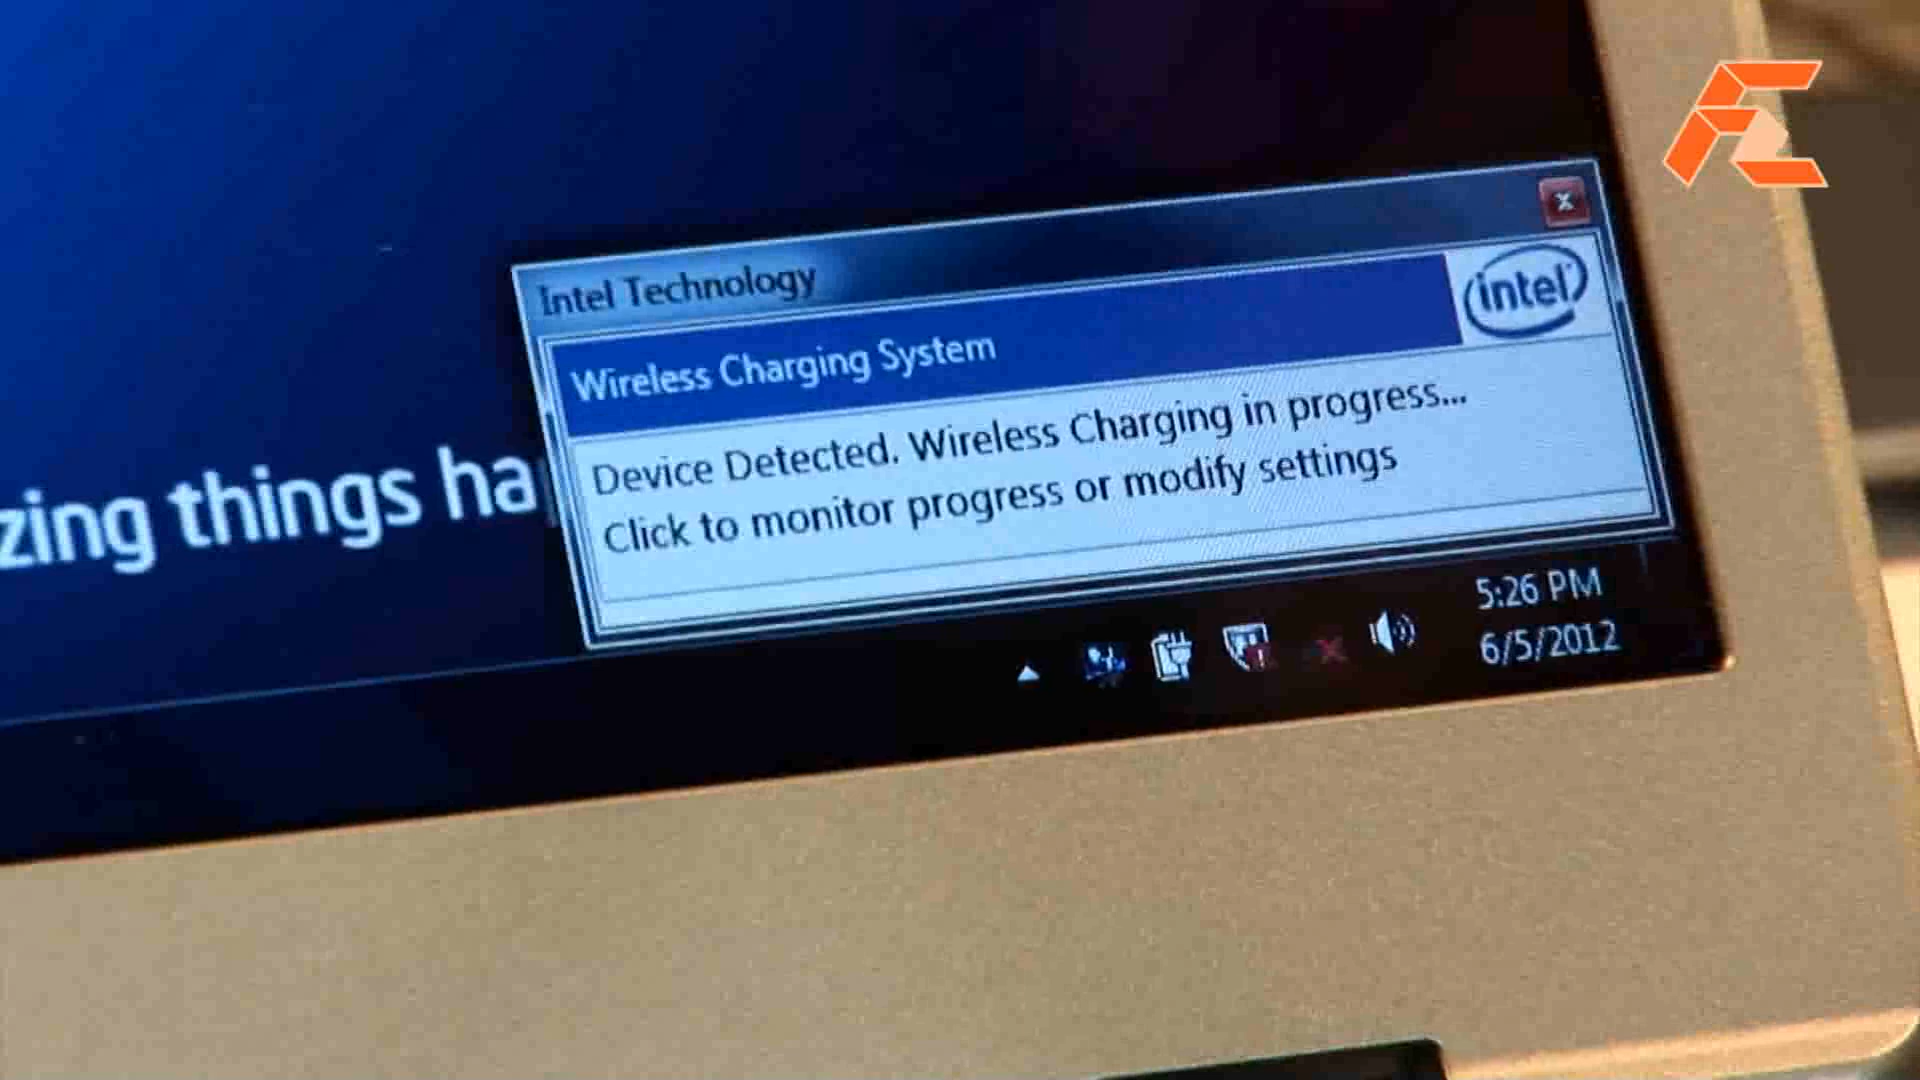 Intel Technology
intel
Wireless Charging System
Device Detected. Wireless Charging in progress...
Click to monitor progress or modify settings
zing things ha
5:26 PM
6/5/2012